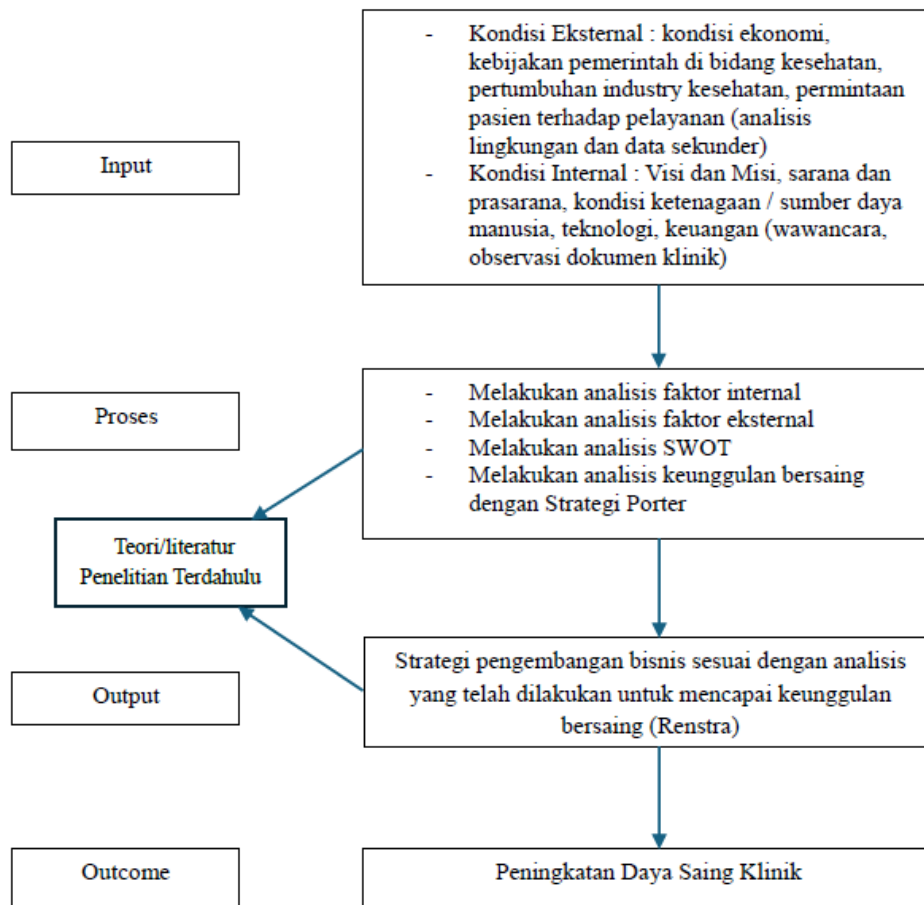 - Kondisi Eksternal : kondisi ekonomi,
kebijakan pemerintah di bidang kesehatan,
pertumbuhan industry kesehatan, permintaan
pasien terhadap pelayanan (analisis
lingkungan dan data sekunder)
- Kondisi Internal : Visi dan Misi, sarana dan
prasarana, kondisi ketenagaan / sumber daya
manusia, teknologi, keuangan (wawancara,
observasi dokumen klinik)
Input
- Melakukan analisis faktor internal
- Melakukan analisis faktor eksternal
- Melakukan analisis SWOT
- Melakukan analisis keunggulan bersaing
dengan Strategi Porter
Proses
Teori/literatur
Penelitian Terdahulu
Strategi pengembangan bisnis sesuai dengan analisis
yang telah dilakukan untuk mencapai keunggulan
bersaing (Renstra)
Output
Outcome
Peningkatan Daya Saing Klinik